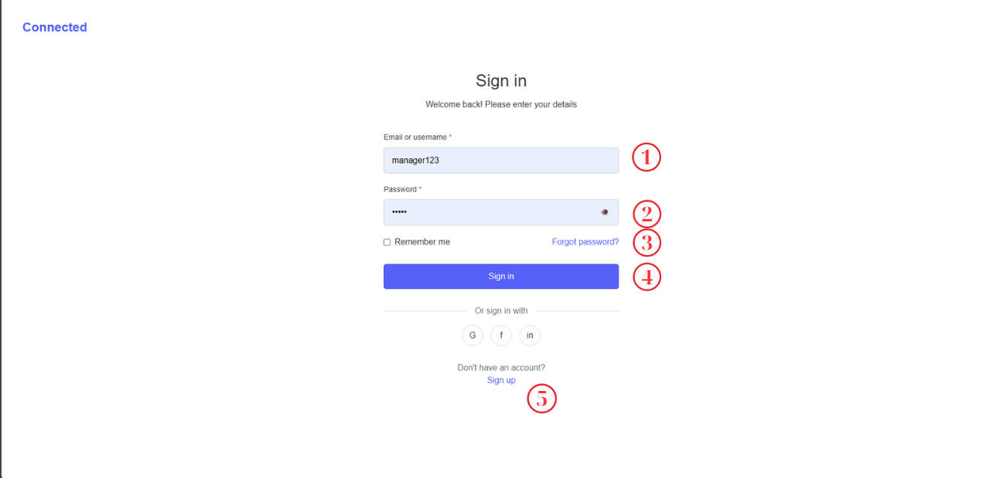 Connected
Sign in
Welcome back! Please enter your details
Email or username *
manager123
1
Password *
•••••
2
Remember me Forgot password?
3
Sign in
4
Or sign in with
G f in
Don't have an account?
Sign up
5